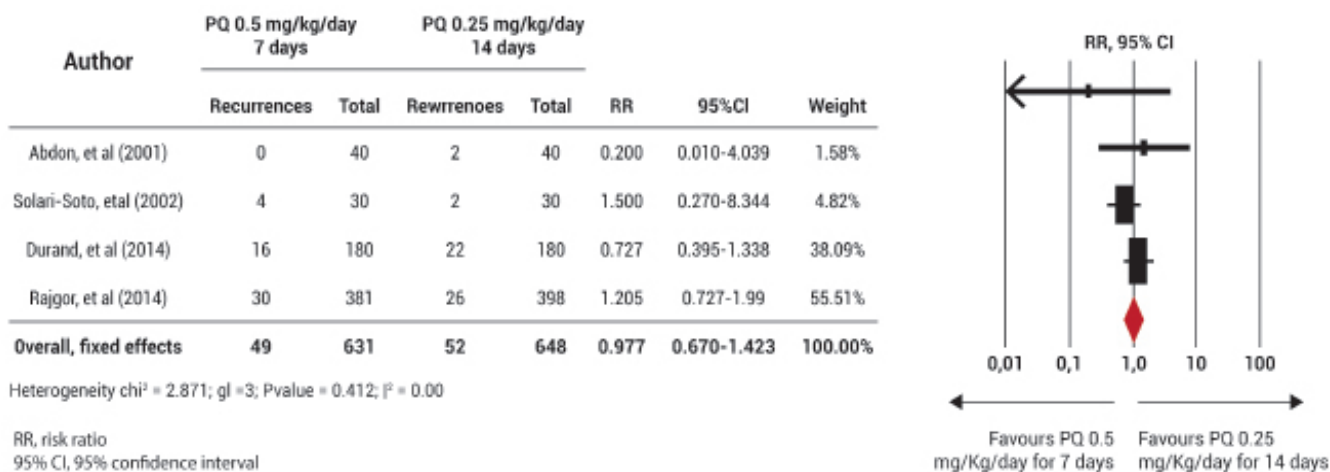 Author PQ 0.5 mg/kg/day 7 days PQ 0.25 mg/kg/day 14 days
Recurrences Total Rewrrenoes Total RR 95%CI Weight
Abdon, et al (2001) 0 40 2 40 0.200 0.010-4.039 1.58%
Solari-Soto, etal (2002) 4 30 2 30 1.500 0.270-8.344 4.82%
Durand, et al (2014) 16 180 22 180 0.727 0.395-1.338 38.09%
Rajgor, et al (2014) 30 381 26 398 1.205 0.727-1.99 55.51%
Overall, fixed effects 49 631 52 648 0.977 0.670-1.423 100.00%
Heterogeneity chi² = 2.871; gl =3; Pvalue = 0.412; I² = 0.00
RR, risk ratio
95% CI, 95% confidence interval
RR, 95% CI
0,01 0,1 1,0 10 100
Favours PQ 0.5 mg/Kg/day for 7 days
Favours PQ 0.25 mg/Kg/day for 14 days